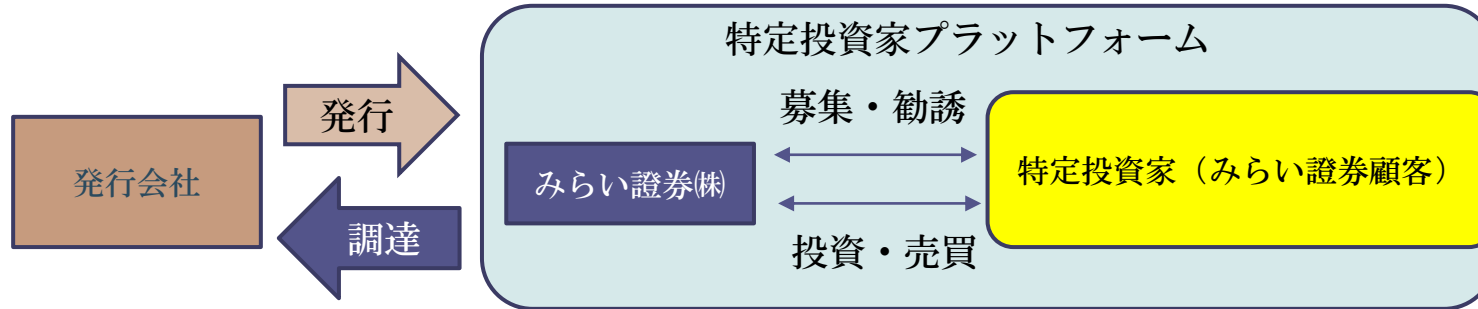 特定投資家プラットフォーム
発行
募集・勧誘
発行会社
みらい證券㈱
特定投資家（みらい證券顧客）
調達
投資・売買